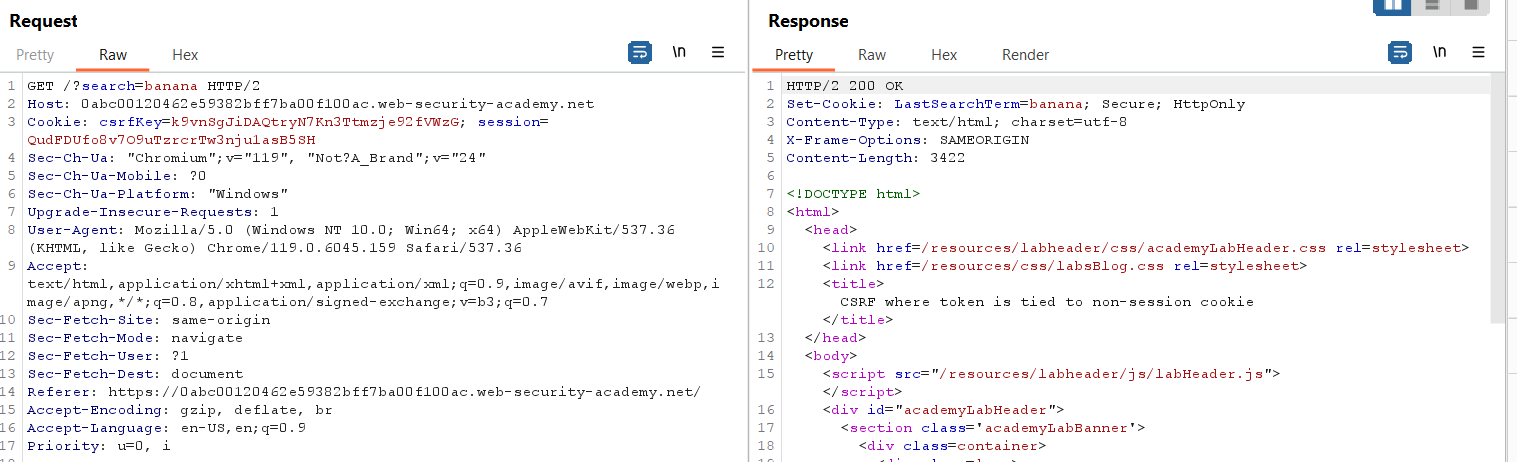 Request
Pretty Raw Hex
\n
1 GET /?search=banana HTTP/2
2 Host: 0abc00120462e59382bff7ba00f100ac.web-security-academy.net
3 Cookie: csrfKey=k9vnSgJiDAQtryN7Kn3Ttmzje92fVWzG; session=
QudFDUfo8v7O9uTzrcrTw3nju1asB5SH
4 Sec-Ch-Ua: "Chromium";v="119", "Not?A_Brand";v="24"
5 Sec-Ch-Ua-Mobile: ?0
6 Sec-Ch-Ua-Platform: "Windows"
7 Upgrade-Insecure-Requests: 1
8 User-Agent: Mozilla/5.0 (Windows NT 10.0; Win64; x64) AppleWebKit/537.36
(KHTML, like Gecko) Chrome/119.0.6045.159 Safari/537.36
9 Accept:
text/html,application/xhtml+xml,application/xml;q=0.9,image/avif,image/webp,i
mage/apng,*/*;q=0.8,application/signed-exchange;v=b3;q=0.7
10 Sec-Fetch-Site: same-origin
11 Sec-Fetch-Mode: navigate
12 Sec-Fetch-User: ?1
13 Sec-Fetch-Dest: document
14 Referer: https://0abc00120462e59382bff7ba00f100ac.web-security-academy.net/
15 Accept-Encoding: gzip, deflate, br
16 Accept-Language: en-US,en;q=0.9
17 Priority: u=0, i
Response
Pretty Raw Hex Render
\n
1 HTTP/2 200 OK
2 Set-Cookie: LastSearchTerm=banana; Secure; HttpOnly
3 Content-Type: text/html; charset=utf-8
4 X-Frame-Options: SAMEORIGIN
5 Content-Length: 3422
6
7 <!DOCTYPE html>
8 <html>
9 <head>
10 <link href=/resources/labheader/css/academyLabHeader.css rel=stylesheet>
11 <link href=/resources/css/labsBlog.css rel=stylesheet>
12 <title>
CSRF where token is tied to non-session cookie
</title>
13 </head>
14 <body>
15 <script src="/resources/labheader/js/labHeader.js">
</script>
16 <div id="academyLabHeader">
17 <section class='academyLabBanner'>
18 <div class=container>